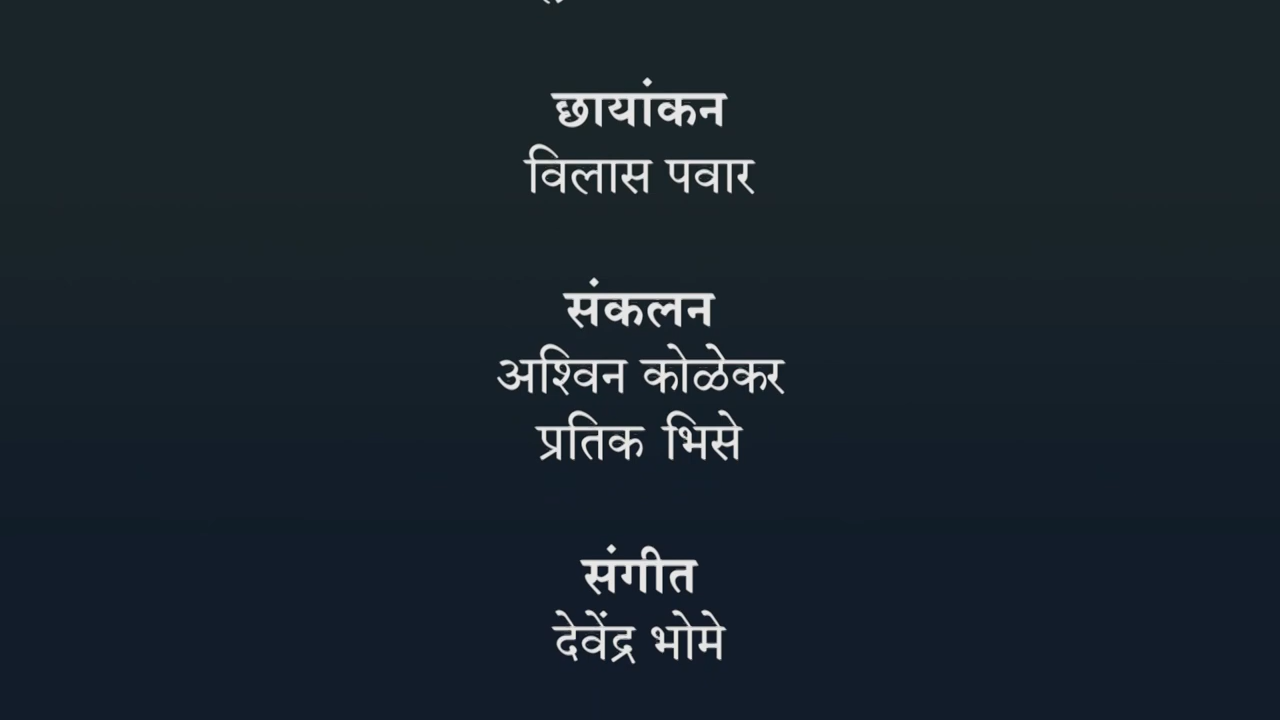 छायांकन
विलास पवार
संकलन
अश्विन कोळेकर
प्रतिक भिसे
संगीत
देवेंद्र भोमे